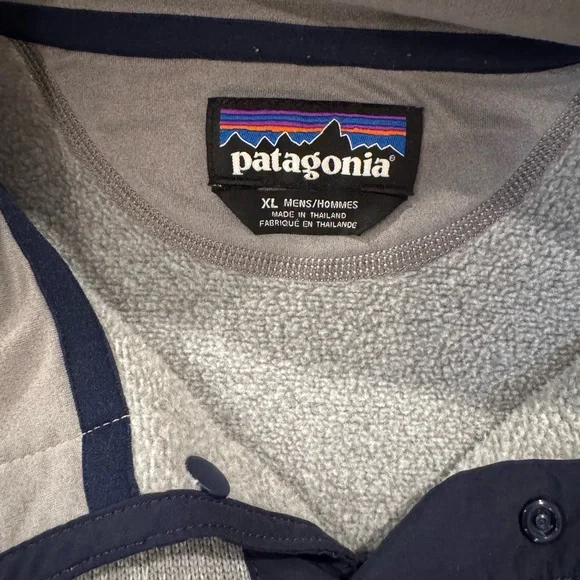 patagonia®
XL MENS/HOMMES
MADE IN THAILAND
FABRIQUÉ EN THAILANDE